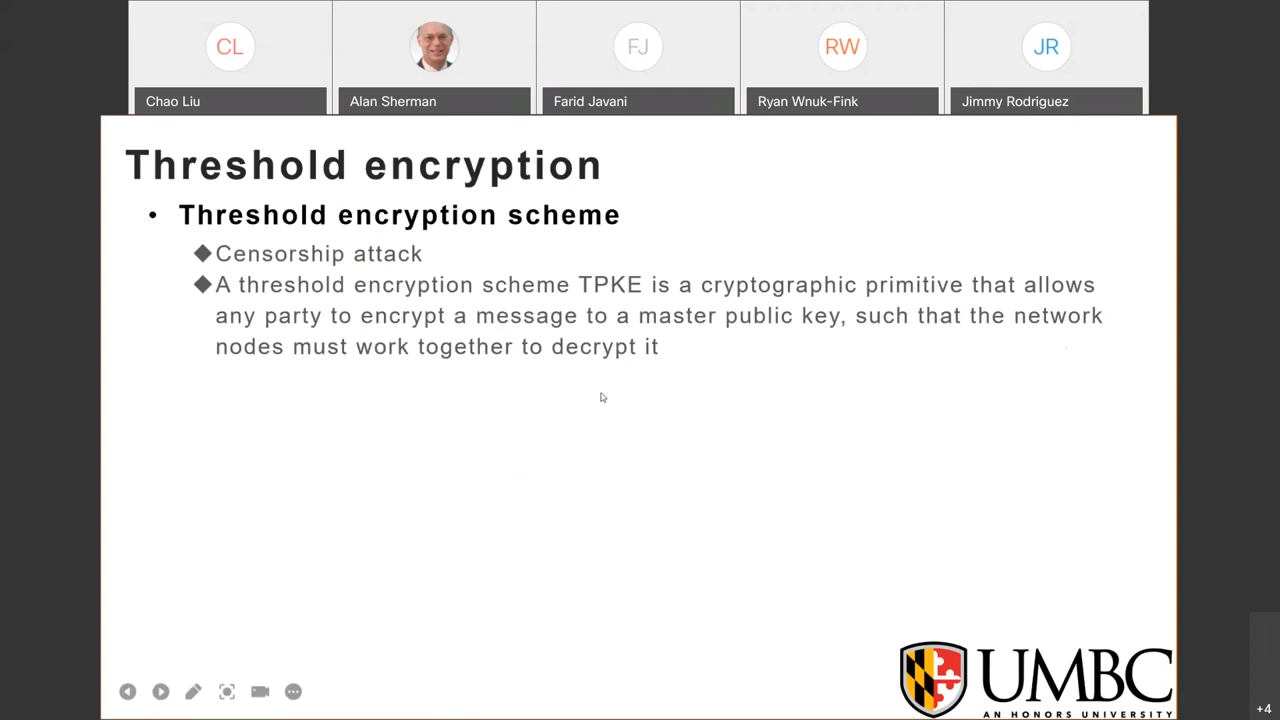 CL
FJ
RW
JR
Chao Liu
Alan Sherman
Farid Javani
Ryan Wnuk-Fink
Jimmy Rodriguez
Threshold encryption
• Threshold encryption scheme
◆Censorship attack
◆A threshold encryption scheme TPKE is a cryptographic primitive that allows
any party to encrypt a message to a master public key, such that the network
nodes must work together to decrypt it
UMBC
AN HONORS UNIVERSITY
+4